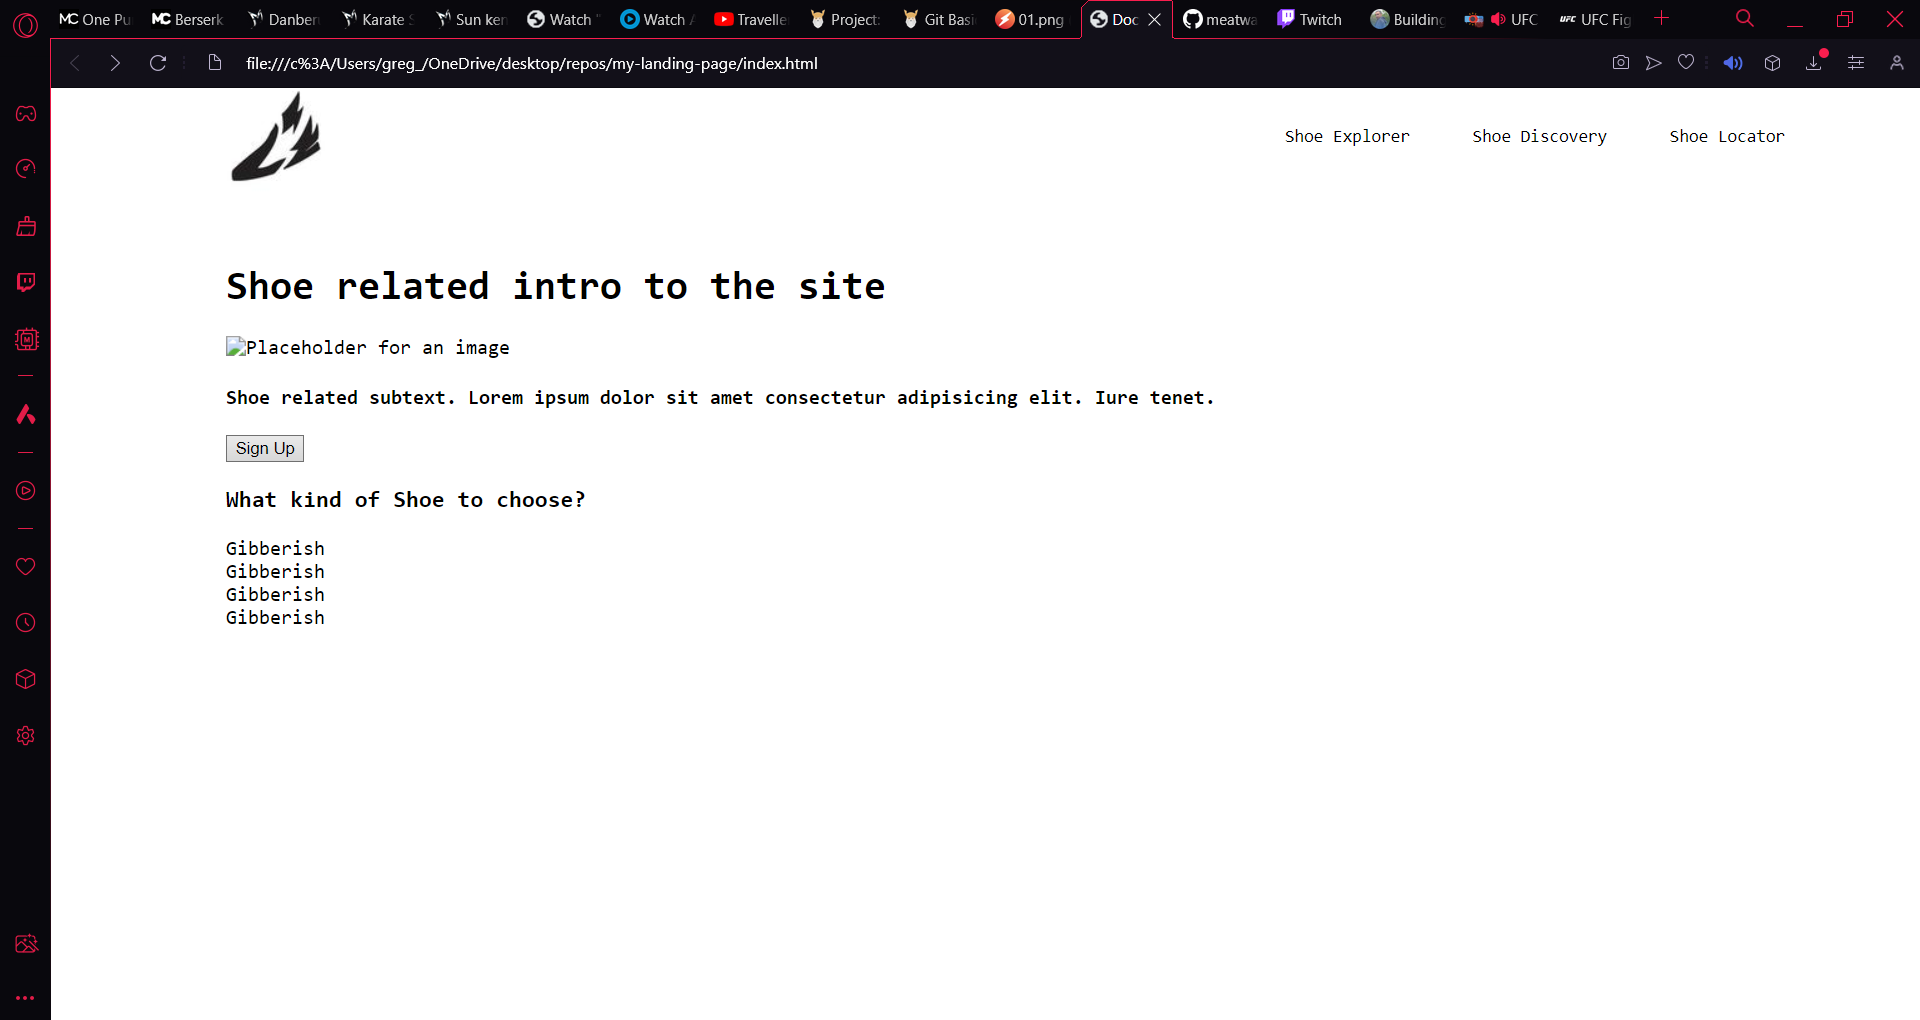 MC One Pu MC Berserk Danber Karate S Sun ken Watch Watch Travelle Project: Git Basi 01.png Doc meatwa Twitch Building UFC UFC UFC Fig
file:///c%3A/Users/greg_/OneDrive/desktop/repos/my-landing-page/index.html
Shoe Explorer Shoe Discovery Shoe Locator
Shoe related intro to the site
Placeholder for an image
Shoe related subtext. Lorem ipsum dolor sit amet consectetur adipisicing elit. Iure tenet.
Sign Up
What kind of Shoe to choose?
Gibberish
Gibberish
Gibberish
Gibberish